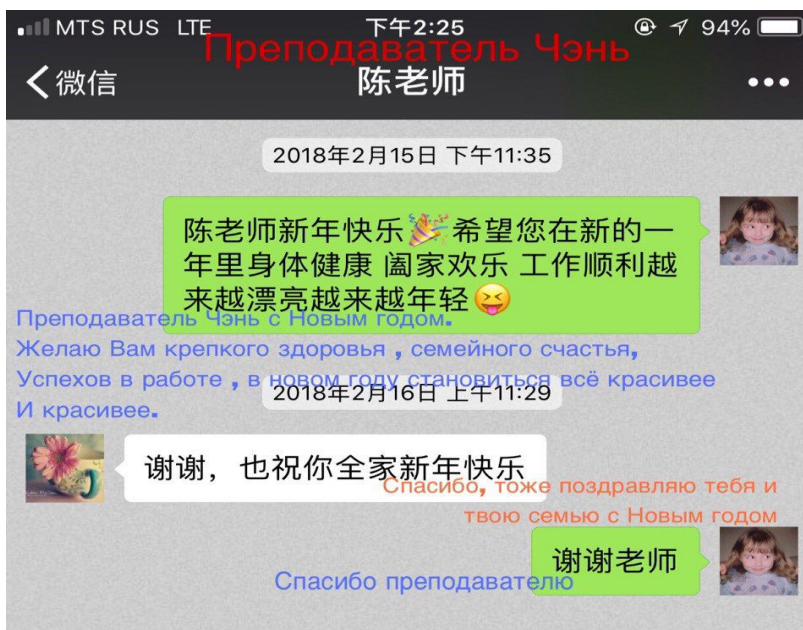 MTS RUS LTE 下午2:25 94%
Преподаватель Чэнь
微信 陈老师
2018年2月15日 下午11:35
陈老师新年快乐🎉希望您在新的一
年里身体健康 阖家欢乐 工作顺利越
来越漂亮越来越年轻😝
Преподаватель Чэнь с Новым годом.
Желаю Вам крепкого здоровья , семейного счастья,
Успехов в работе , в новом году становиться всё красивее
И красивее.
2018年2月16日 上午11:29
谢谢，也祝你全家新年快乐
Спасибо, тоже поздравляю тебя и
твою семью с Новым годом
谢谢老师
Спасибо преподавателю